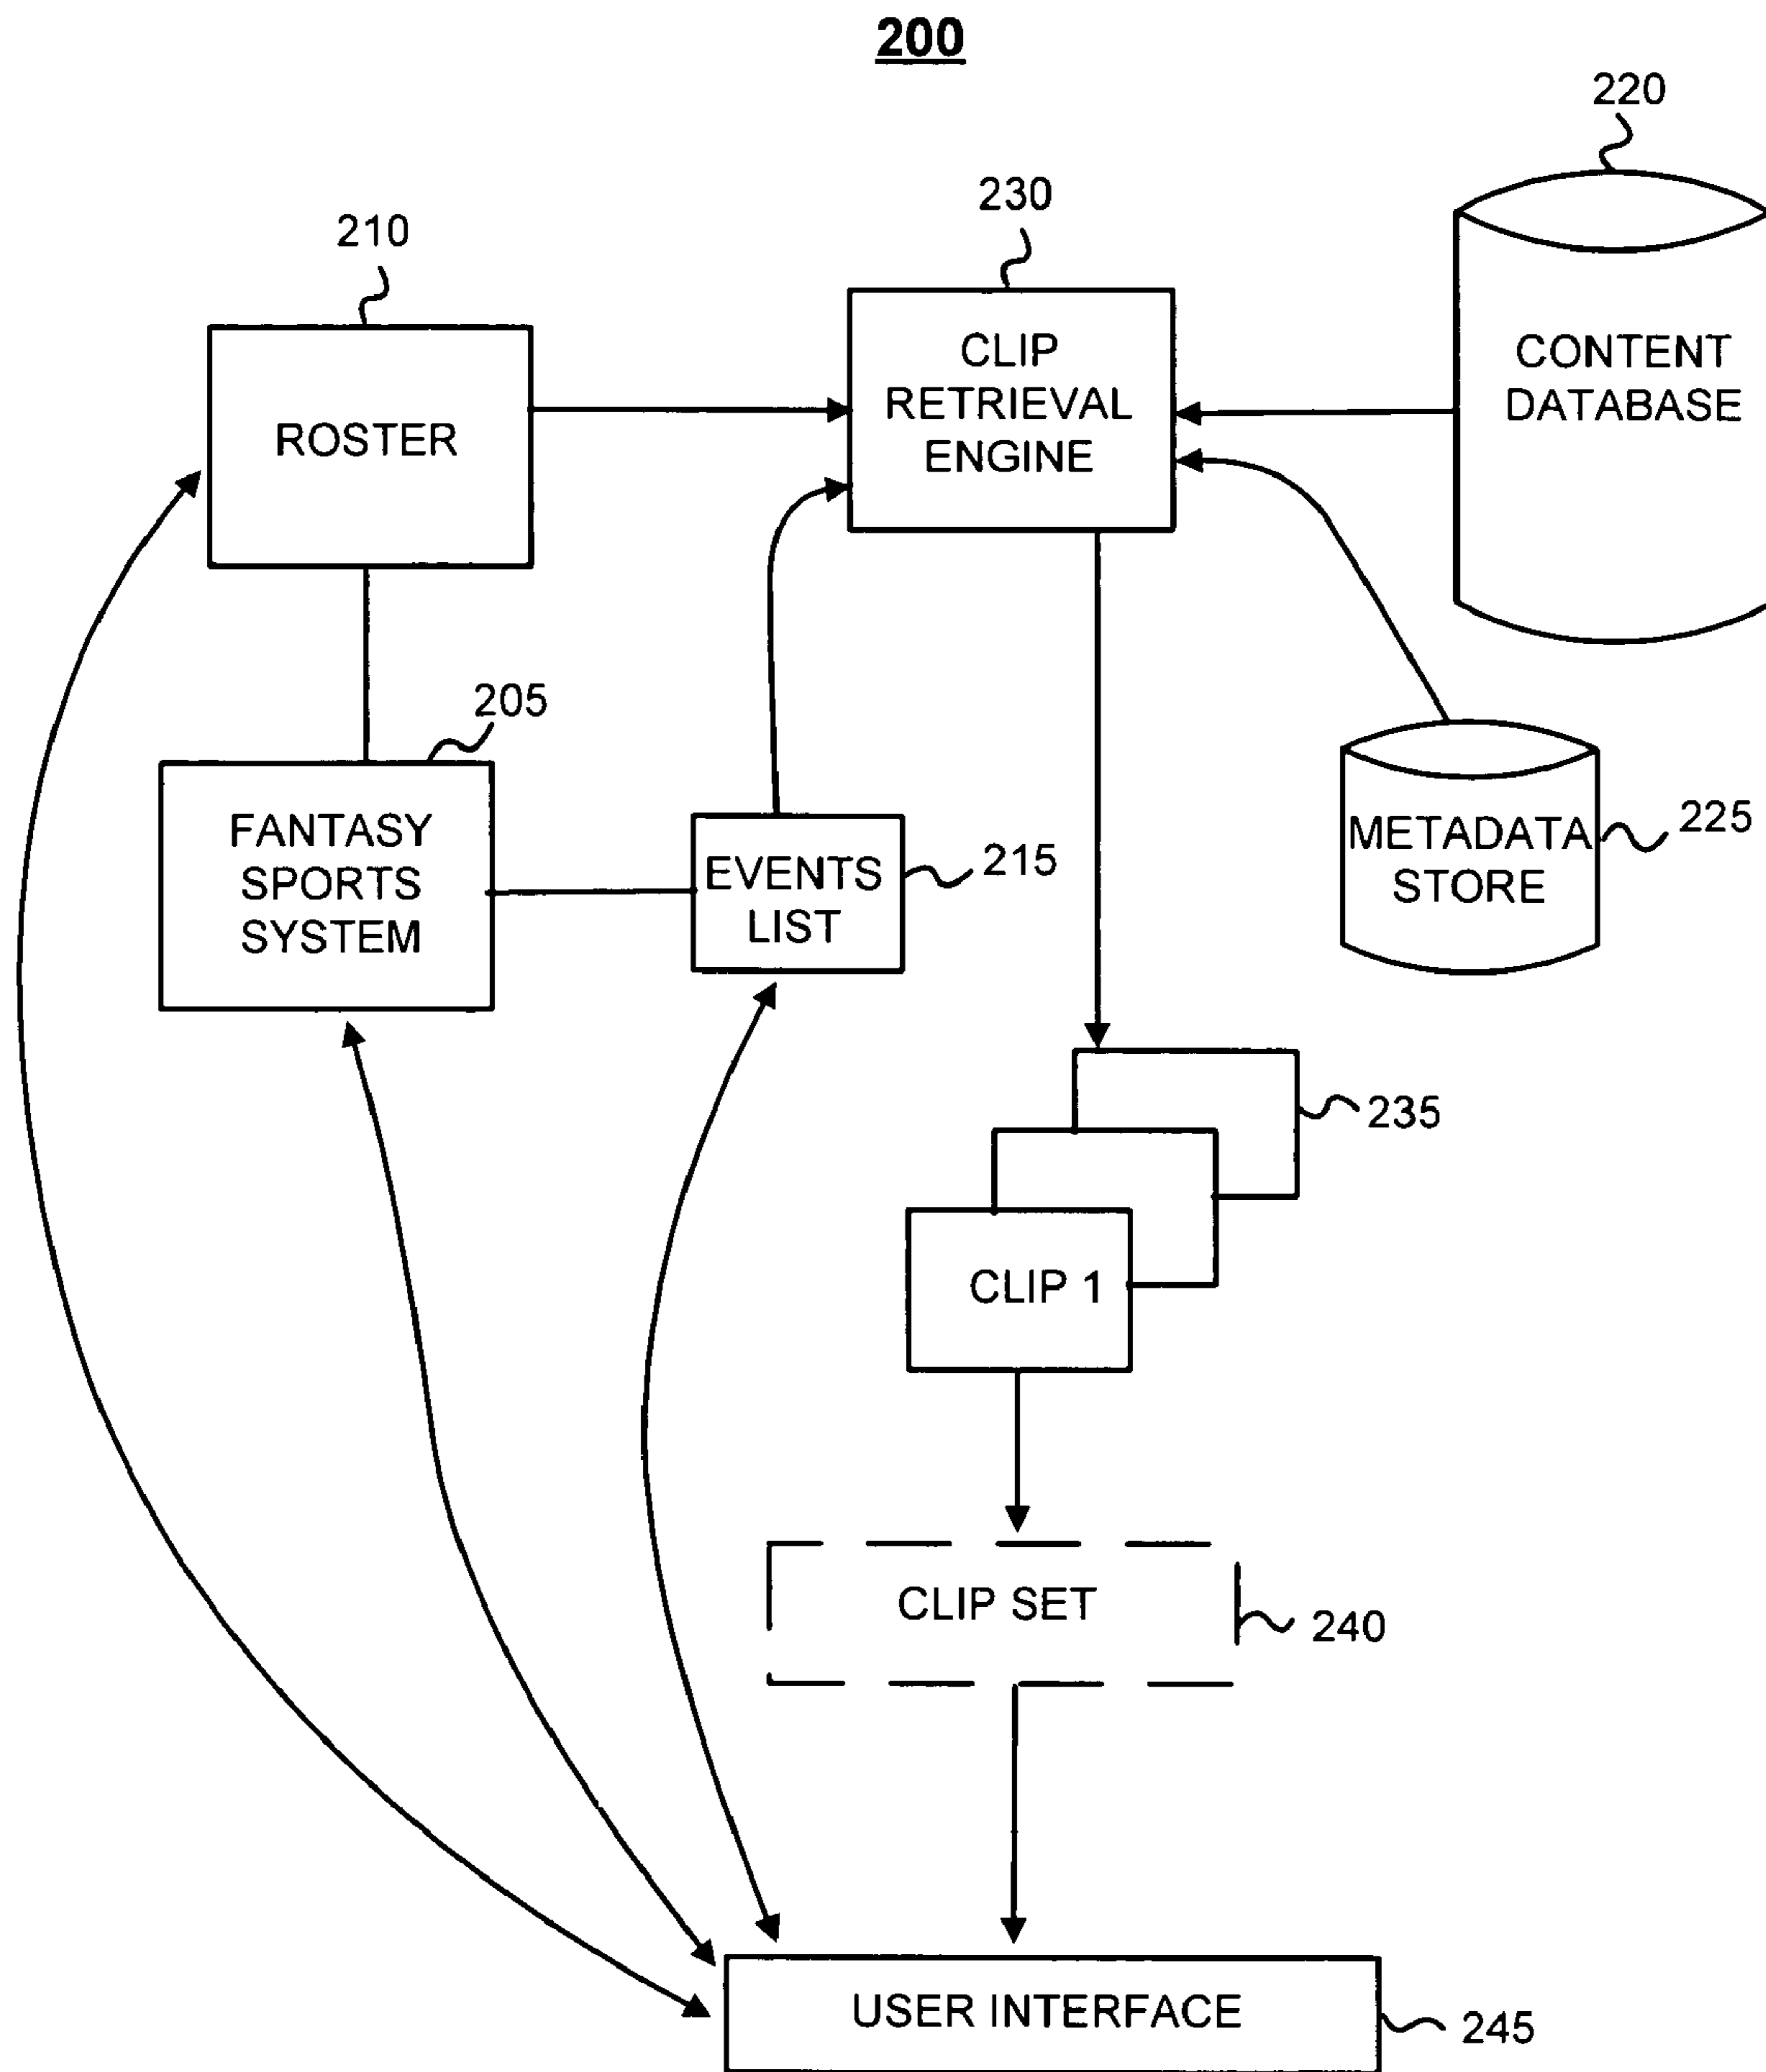 200
220
230
210
CLIP
RETRIEVAL
ENGINE
CONTENT
DATABASE
ROSTER
205
FANTASY
SPORTS
SYSTEM
EVENTS
LIST
215
METADATA
STORE
225
235
CLIP 1
CLIP SET
240
USER INTERFACE
245